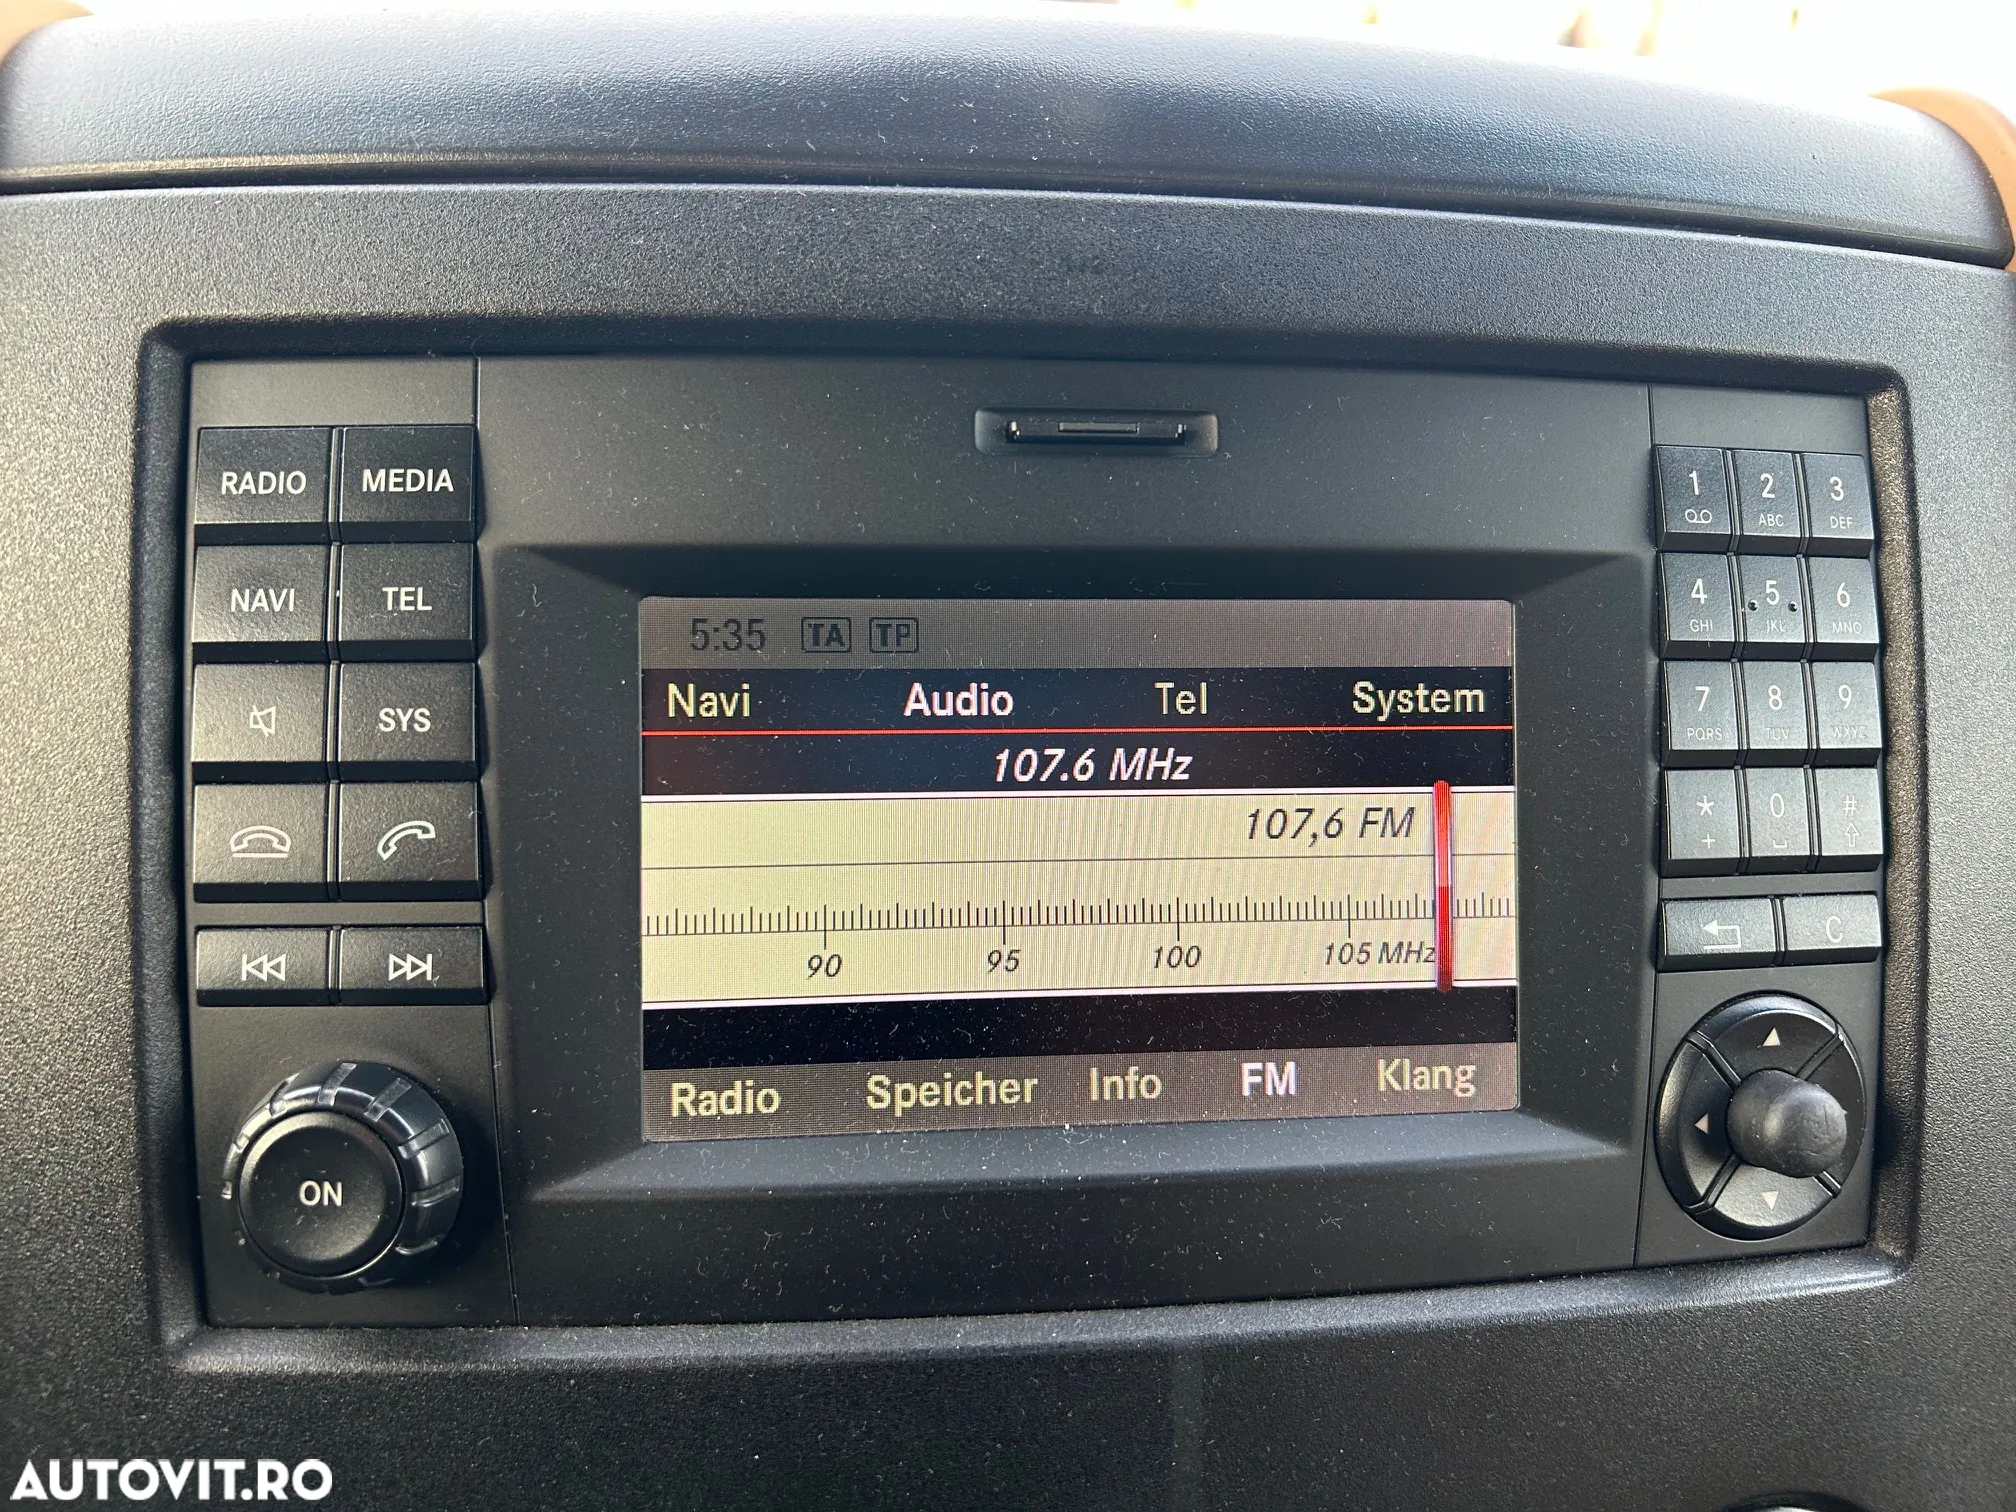 RADIO MEDIA
NAVI TEL
SYS
ON
5:35 TA TP
Navi Audio Tel System
107.6 MHz
107,6 FM
90 95 100 105 MHz
Radio Speicher Info FM Klang
1 2 3
ABC DEF
4 5 6
GHI JKL MNO
7 8 9
PQRS TUV WXYZ
* 0 #
+
C
AUTOVIT.RO